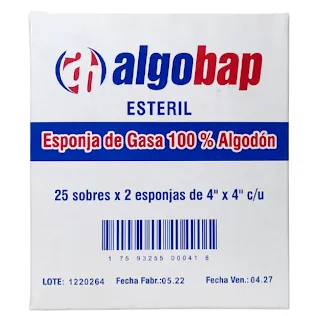 algobap
ESTERIL
Esponja de Gasa 100 % Algodón
25 sobres x 2 esponjas de 4" x 4" c/u
1 75 93255 00041 6
LOTE: 1220264 Fecha Fabr:05.22 Fecha Ven.:04.27